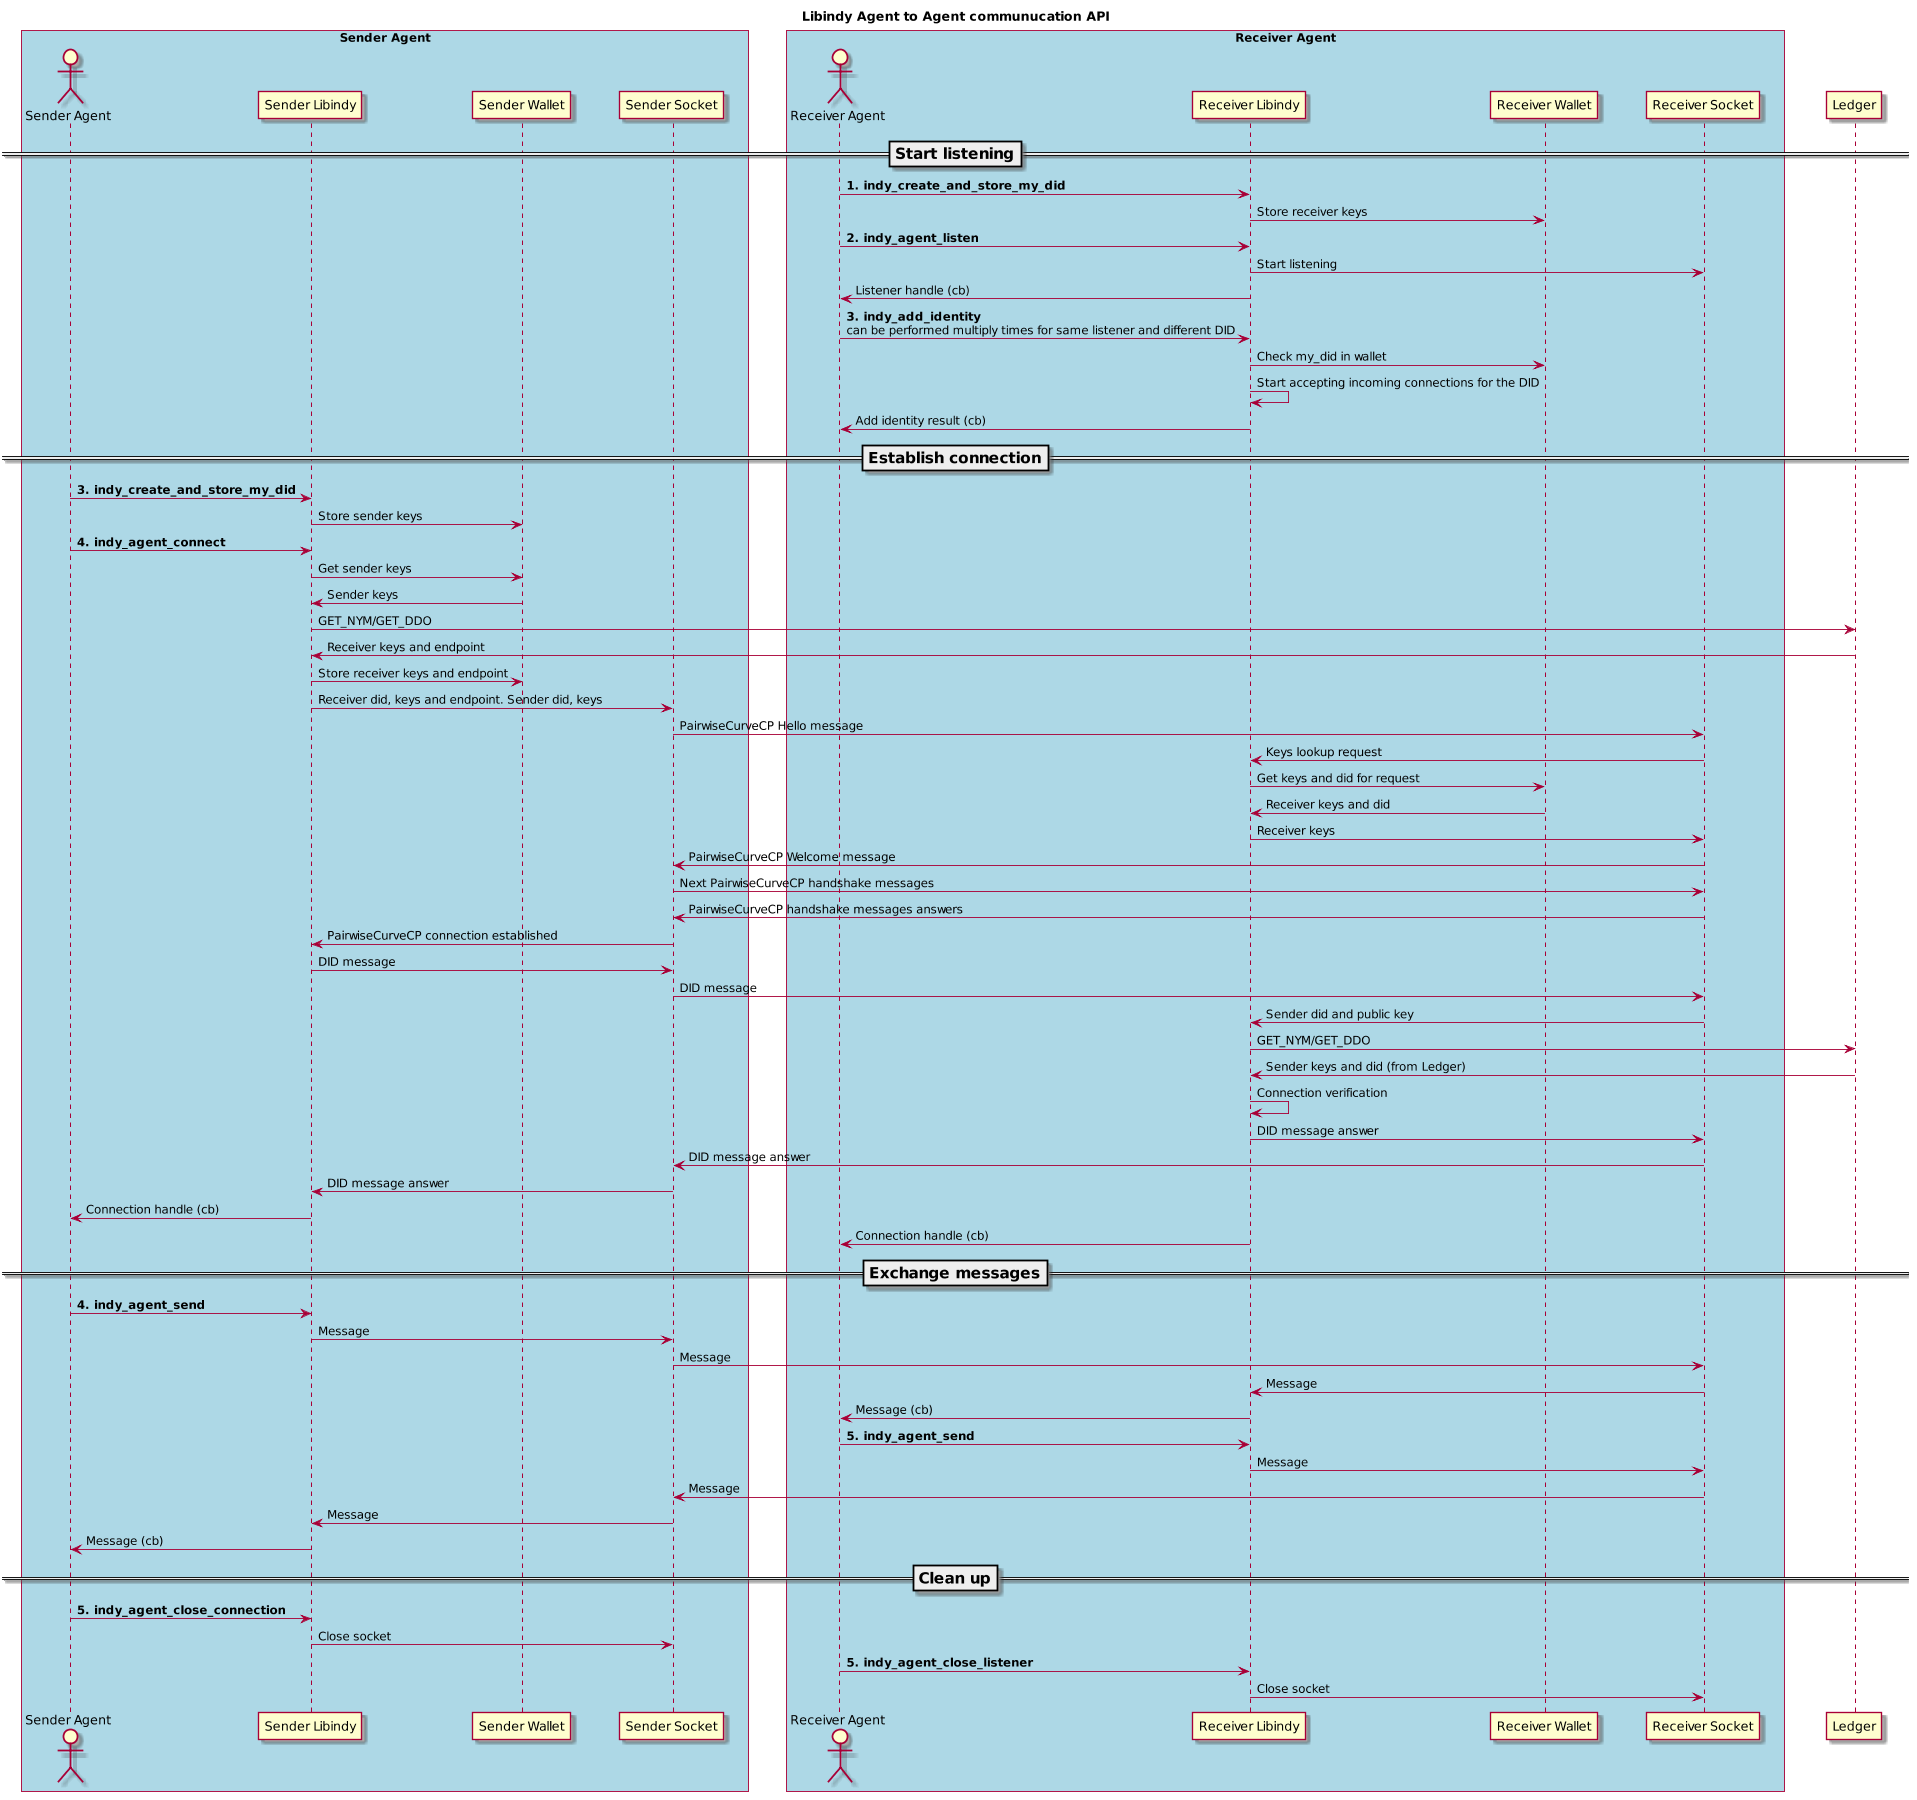 Libindy Agent to Agent communucation API
Sender Agent
Receiver Agent
Sender Agent
Sender Libindy
Sender Wallet
Sender Socket
Receiver Agent
Receiver Libindy
Receiver Wallet
Receiver Socket
Ledger
Start listening
1. indy_create_and_store_my_did
Store receiver keys
2. indy_agent_listen
Start listening
Listener handle (cb)
3. indy_add_identity
can be performed multiply times for same listener and different DID
Check my_did in wallet
Start accepting incoming connections for the DID
Add identity result (cb)
Establish connection
3. indy_create_and_store_my_did
Store sender keys
4. indy_agent_connect
Get sender keys
Sender keys
GET_NYM/GET_DDO
Receiver keys and endpoint
Store receiver keys and endpoint
Receiver did, keys and endpoint. Sender did, keys
PairwiseCurveCP Hello message
Keys lookup request
Get keys and did for request
Receiver keys and did
Receiver keys
PairwiseCurveCP Welcome message
Next PairwiseCurveCP handshake messages
PairwiseCurveCP handshake messages answers
PairwiseCurveCP connection established
DID message
DID message
Sender did and public key
GET_NYM/GET_DDO
Sender keys and did (from Ledger)
Connection verification
DID message answer
DID message answer
DID message answer
Connection handle (cb)
Connection handle (cb)
Exchange messages
4. indy_agent_send
Message
Message
Message
Message (cb)
5. indy_agent_send
Message
Message
Message
Message (cb)
Clean up
5. indy_agent_close_connection
Close socket
5. indy_agent_close_listener
Close socket
Sender Agent
Sender Libindy
Sender Wallet
Sender Socket
Receiver Agent
Receiver Libindy
Receiver Wallet
Receiver Socket
Ledger